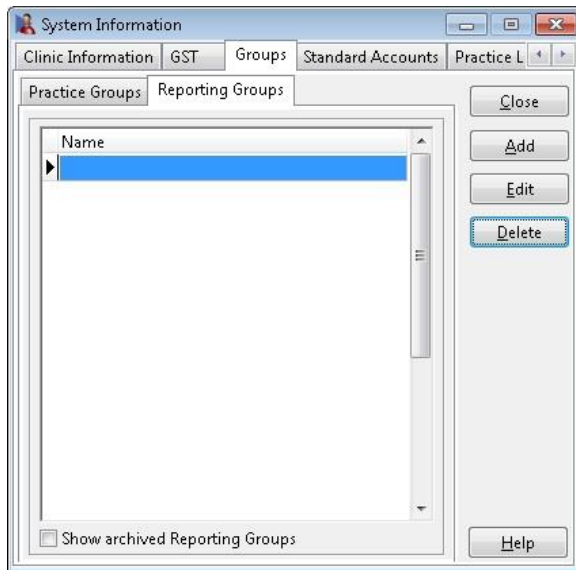 System Information
Clinic Information GST Groups Standard Accounts Practice L
Practice Groups Reporting Groups
Close
Name
Add
Edit
Delete
Show archived Reporting Groups
Help